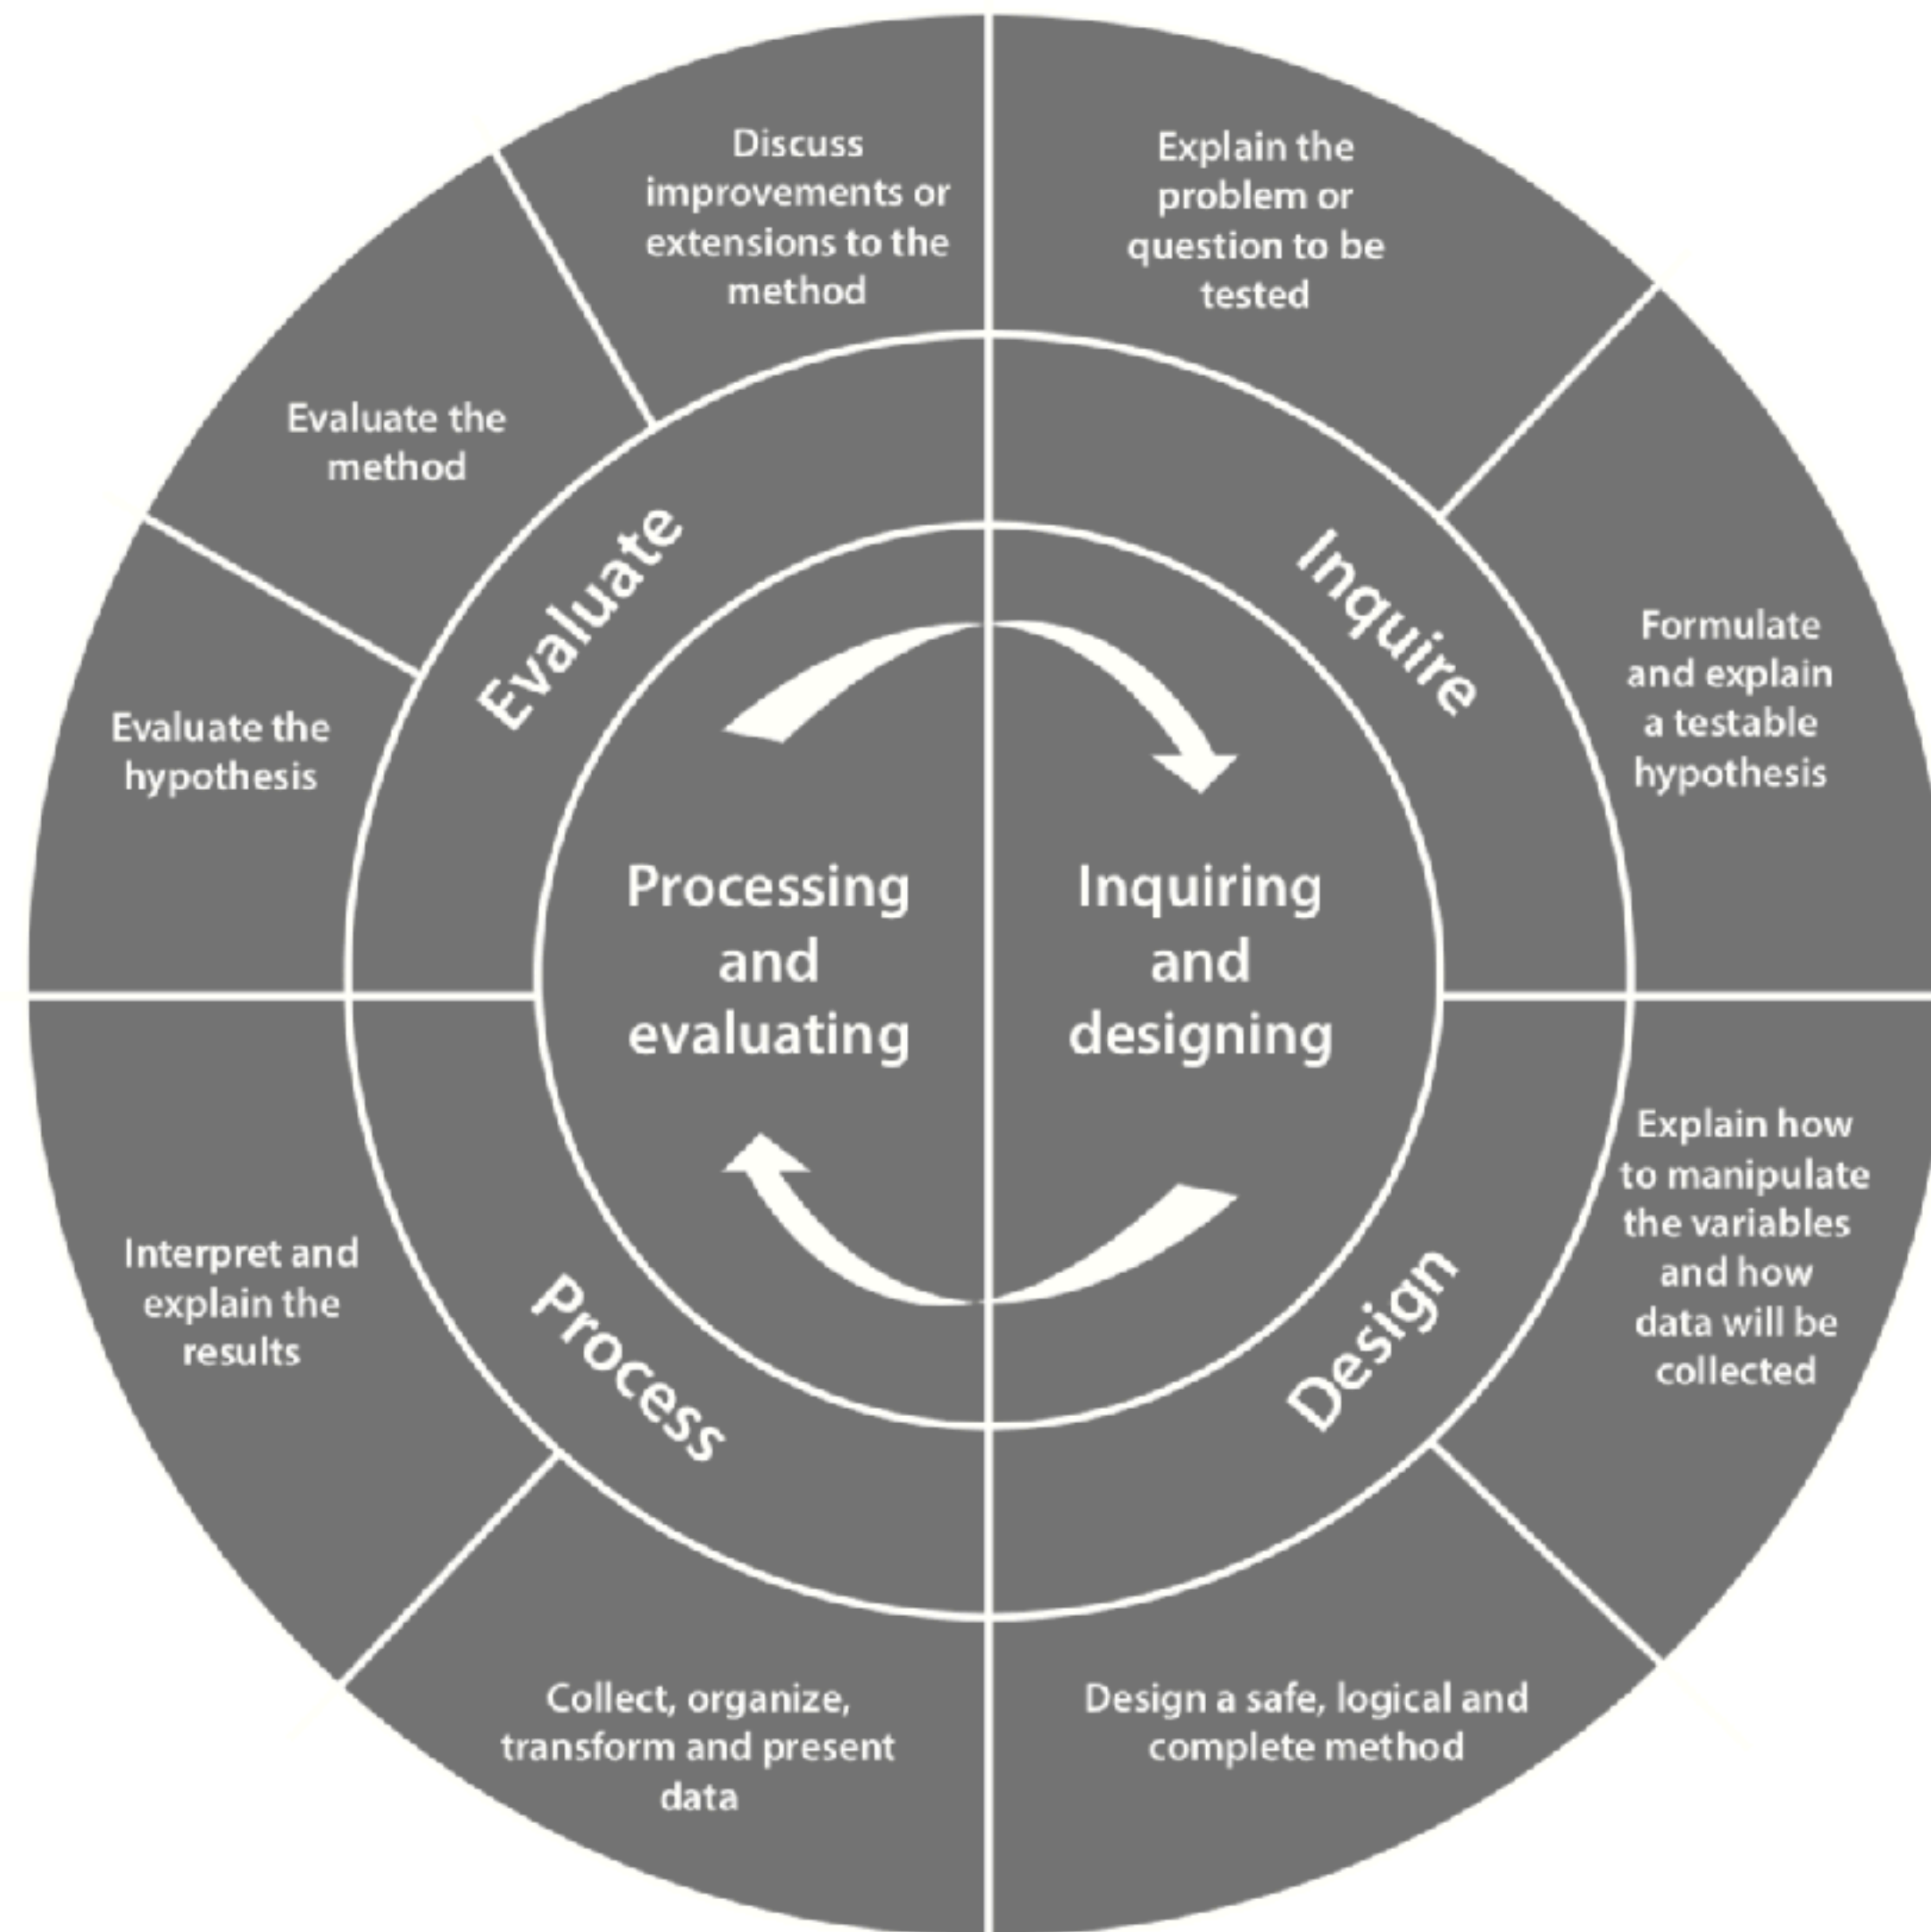 Discuss
improvements or
extensions to the
method
Explain the
problem or
question to be
tested
Evaluate the
method
Evaluate
Inquire
Formulate
and explain
a testable
hypothesis
Evaluate the
hypothesis
Processing
and
evaluating
Inquiring
and
designing
Explain how
to manipulate
the variables
and how
data will be
collected
Interpret and
explain the
results
Process
Design
Collect, organize,
transform and present
data
Design a safe, logical and
complete method